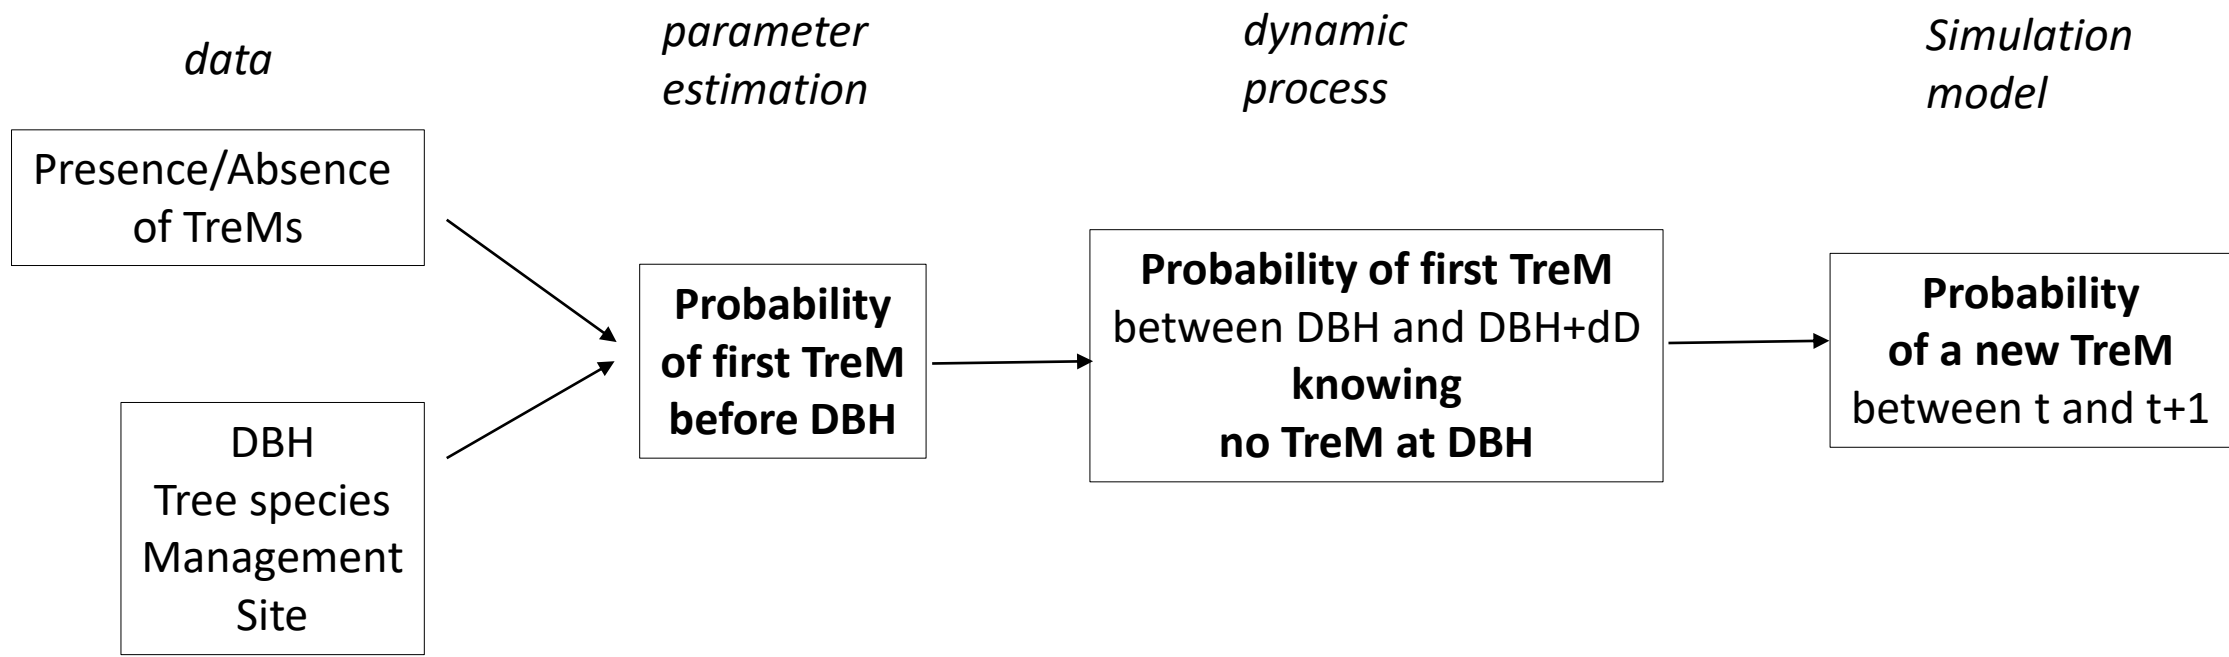 data
parameter
estimation
dynamic
process
Simulation
model
Presence/Absence
of TreMs
DBH
Tree species
Management
Site
Probability
of first TreM
before DBH
Probability of first TreM
between DBH and DBH+dD
knowing
no TreM at DBH
Probability
of a new TreM
between t and t+1